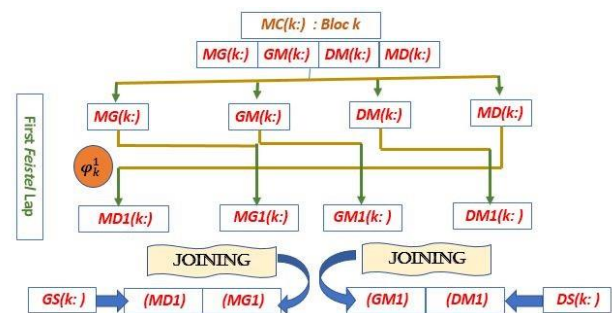 MC(k:) : Bloc k
MG(k:) GM(k:) DM(k:) MD(k:)
First Feistel Lap
MG(k:) GM(k:) DM(k:) MD(k:)
φ¹ₖ
MD1(k:) MG1(k:) GM1(k: ) DM1(k: )
JOINING JOINING
GS(k: ) (MD1) (MG1) (GM1) (DM1) DS(k: )